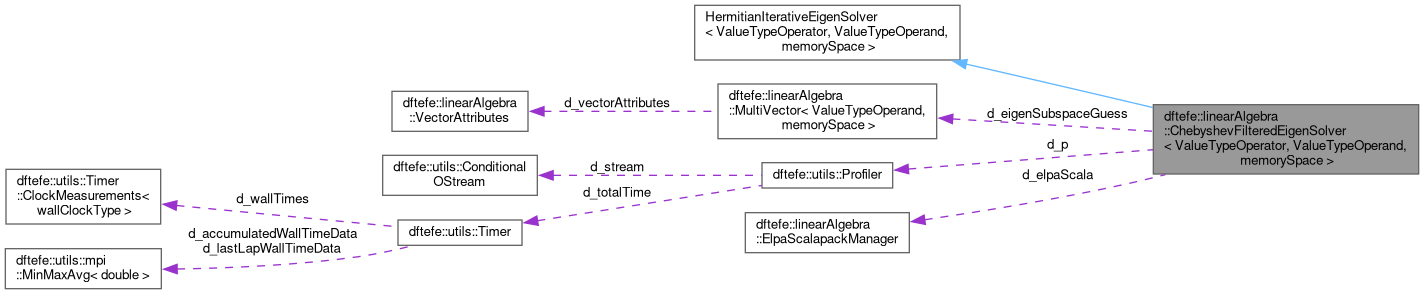 HermitianIterativeEigenSolver
< ValueTypeOperator, ValueTypeOperand,
memorySpace >
dftefe::linearAlgebra
::VectorAttributes
d_vectorAttributes
dftefe::linearAlgebra
::MultiVector< ValueTypeOperand,
memorySpace >
d_eigenSubspaceGuess
dftefe::linearAlgebra
::ChebyshevFilteredEigenSolver
< ValueTypeOperator, ValueTypeOperand,
memorySpace >
dftefe::utils::Conditional
OStream
d_stream
dftefe::utils::Profiler
d_p
d_elpaScala
dftefe::utils::Timer
::ClockMeasurements<
wallClockType >
d_wallTimes
d_totalTime
dftefe::utils::Timer
dftefe::linearAlgebra
::ElpaScalapackManager
d_accumulatedWallTimeData
d_lastLapWallTimeData
dftefe::utils::mpi
::MinMaxAvg< double >